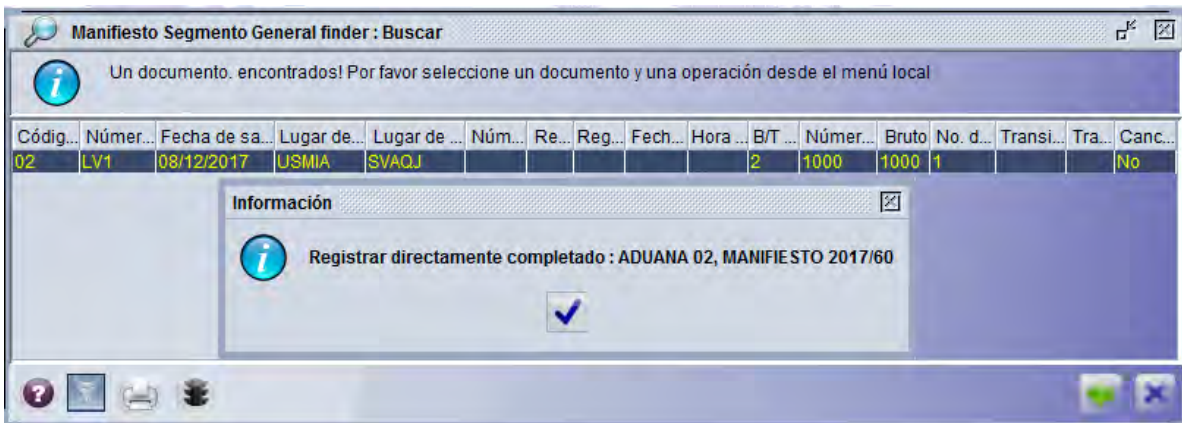 Manifiesto Segmento General finder : Buscar
Un documento. encontrados! Por favor seleccione un documento y una operación desde el menú local
Códig... Númer... Fecha de sa... Lugar de... Lugar de ... Núm... Re... Reg... Fech... Hora ... B/T ... Númer... Bruto No. d... Transi... Tra... Canc...
02 LV1 08/12/2017 USMIA SVAQJ 2 1000 1000 1 No
Información
Registrar directamente completado : ADUANA 02, MANIFIESTO 2017/60